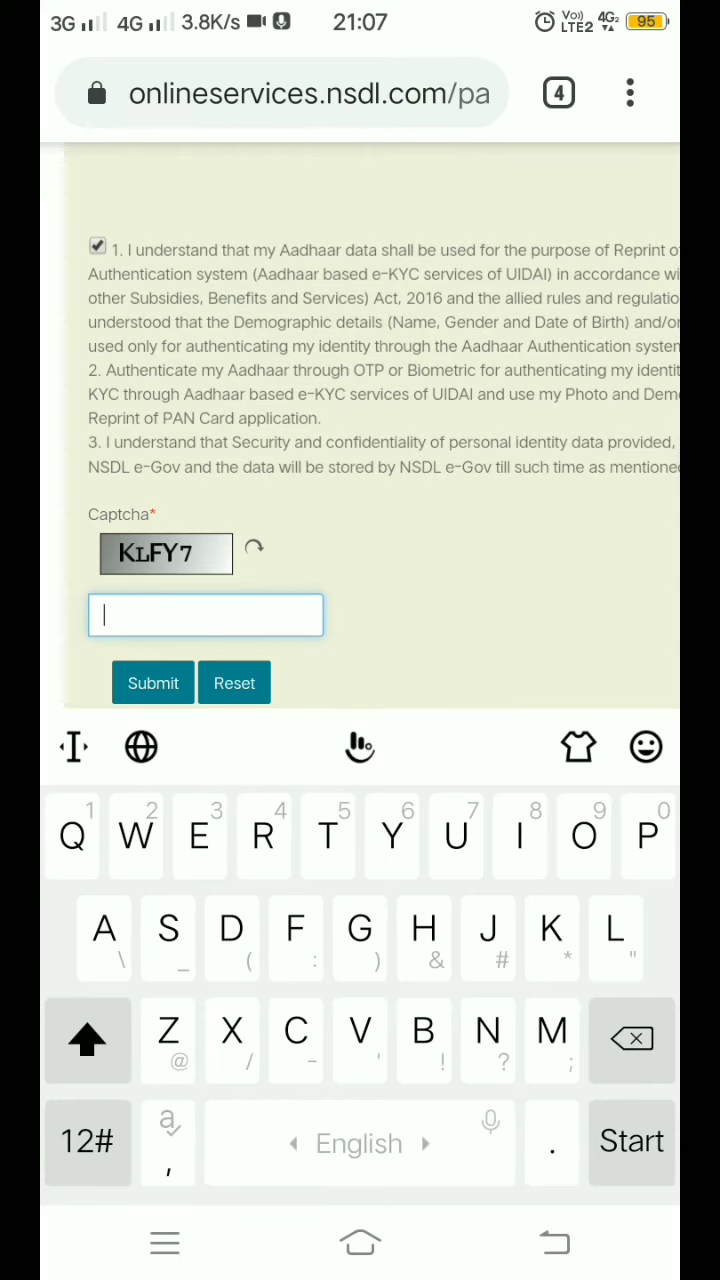 3G 4G 3.8K/s 21:07 Vo)) LTE2 4G2 95
onlineservices.nsdl.com/pa 4
1. I understand that my Aadhaar data shall be used for the purpose of Reprint o
Authentication system (Aadhaar based e-KYC services of UIDAI) in accordance wi
other Subsidies, Benefits and Services) Act, 2016 and the allied rules and regulatio
understood that the Demographic details (Name, Gender and Date of Birth) and/or
used only for authenticating my identity through the Aadhaar Authentication system
2. Authenticate my Aadhaar through OTP or Biometric for authenticating my identit
KYC through Aadhaar based e-KYC services of UIDAI and use my Photo and Dem
Reprint of PAN Card application.
3. I understand that Security and confidentiality of personal identity data provided,
NSDL e-Gov and the data will be stored by NSDL e-Gov till such time as mentione
Captcha*
KLFY7
Submit Reset
1 2 3 4 5 6 7 8 9 0
Q W E R T Y U I O P
A S D F G H J K L
\ _ ( : ) & # * "
Z X C V B N M
@ / - ' ! ? ;
12# a , English . Start